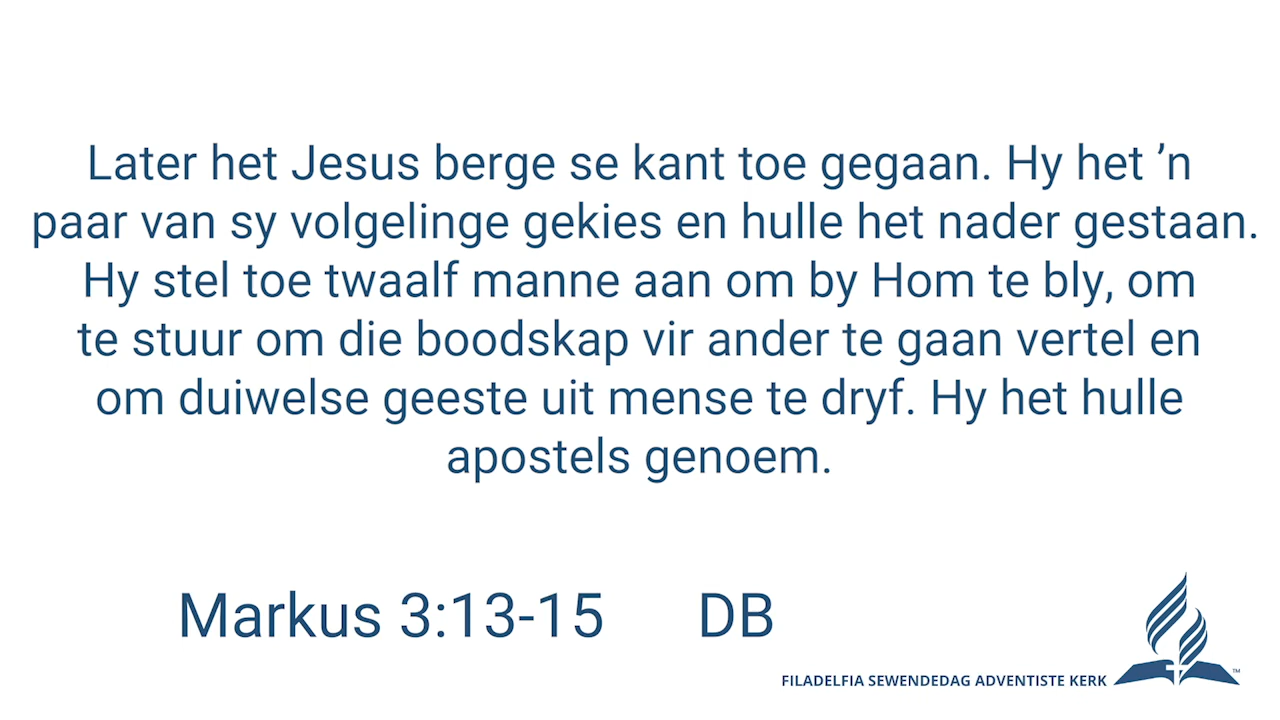 Later het Jesus berge se kant toe gegaan. Hy het ’n
paar van sy volgelinge gekies en hulle het nader gestaan.
Hy stel toe twaalf manne aan om by Hom te bly, om
te stuur om die boodskap vir ander te gaan vertel en
om duiwelse geeste uit mense te dryf. Hy het hulle
apostels genoem.
Markus 3:13-15 DB
FILADELFIA SEWENDEDAG ADVENTISTE KERK ™